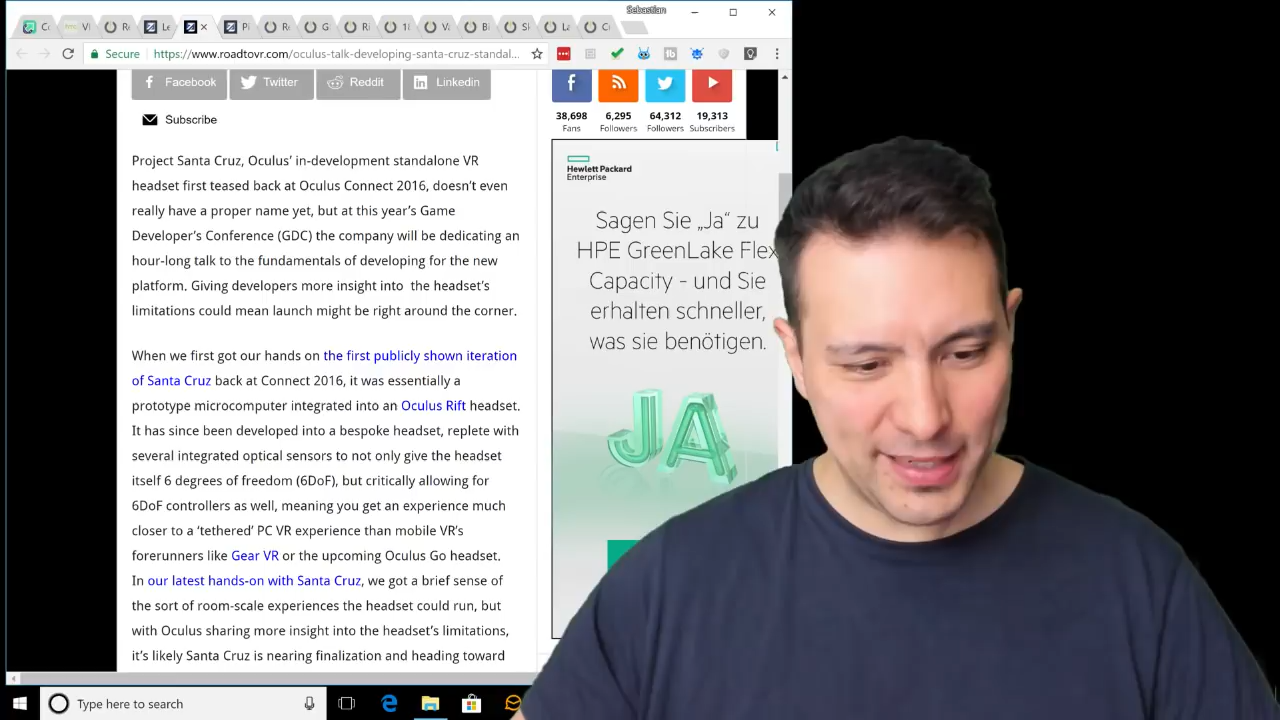 Sebastian
Secure
https://www.roadtovr.com/oculus-talk-developing-santa-cruz-standal...
Facebook
Twitter
Reddit
Linkedin
Subscribe
38,698
6,295
64,312
19,313
Fans
Followers
Followers
Subscribers
Project Santa Cruz, Oculus’ in-development standalone VR
headset first teased back at Oculus Connect 2016, doesn’t even
really have a proper name yet, but at this year’s Game
Developer’s Conference (GDC) the company will be dedicating an
hour-long talk to the fundamentals of developing for the new
platform. Giving developers more insight into the headset’s
limitations could mean launch might be right around the corner.
When we first got our hands on the first publicly shown iteration
of Santa Cruz back at Connect 2016, it was essentially a
prototype microcomputer integrated into an Oculus Rift headset.
It has since been developed into a bespoke headset, replete with
several integrated optical sensors to not only give the headset
itself 6 degrees of freedom (6DoF), but critically allowing for
6DoF controllers as well, meaning you get an experience much
closer to a ‘tethered’ PC VR experience than mobile VR’s
forerunners like Gear VR or the upcoming Oculus Go headset.
In our latest hands-on with Santa Cruz, we got a brief sense of
the sort of room-scale experiences the headset could run, but
with Oculus sharing more insight into the headset’s limitations,
it’s likely Santa Cruz is nearing finalization and heading toward
Hewlett Packard
Enterprise
Sagen Sie „Ja“ zu
HPE GreenLake Flex
Capacity - und Sie
erhalten schneller,
was sie benötigen.
JA
Type here to search